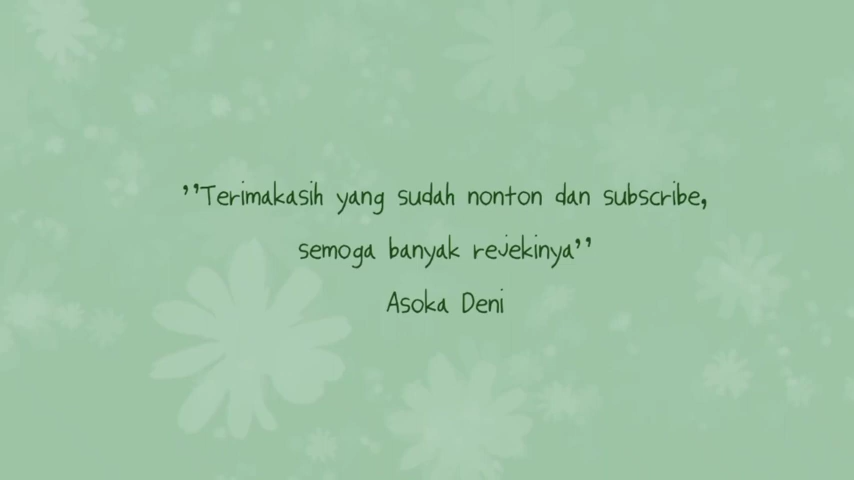 ’’Terimakasih yang sudah nonton dan subscribe,
semoga banyak rejekinya’’
Asoka Deni